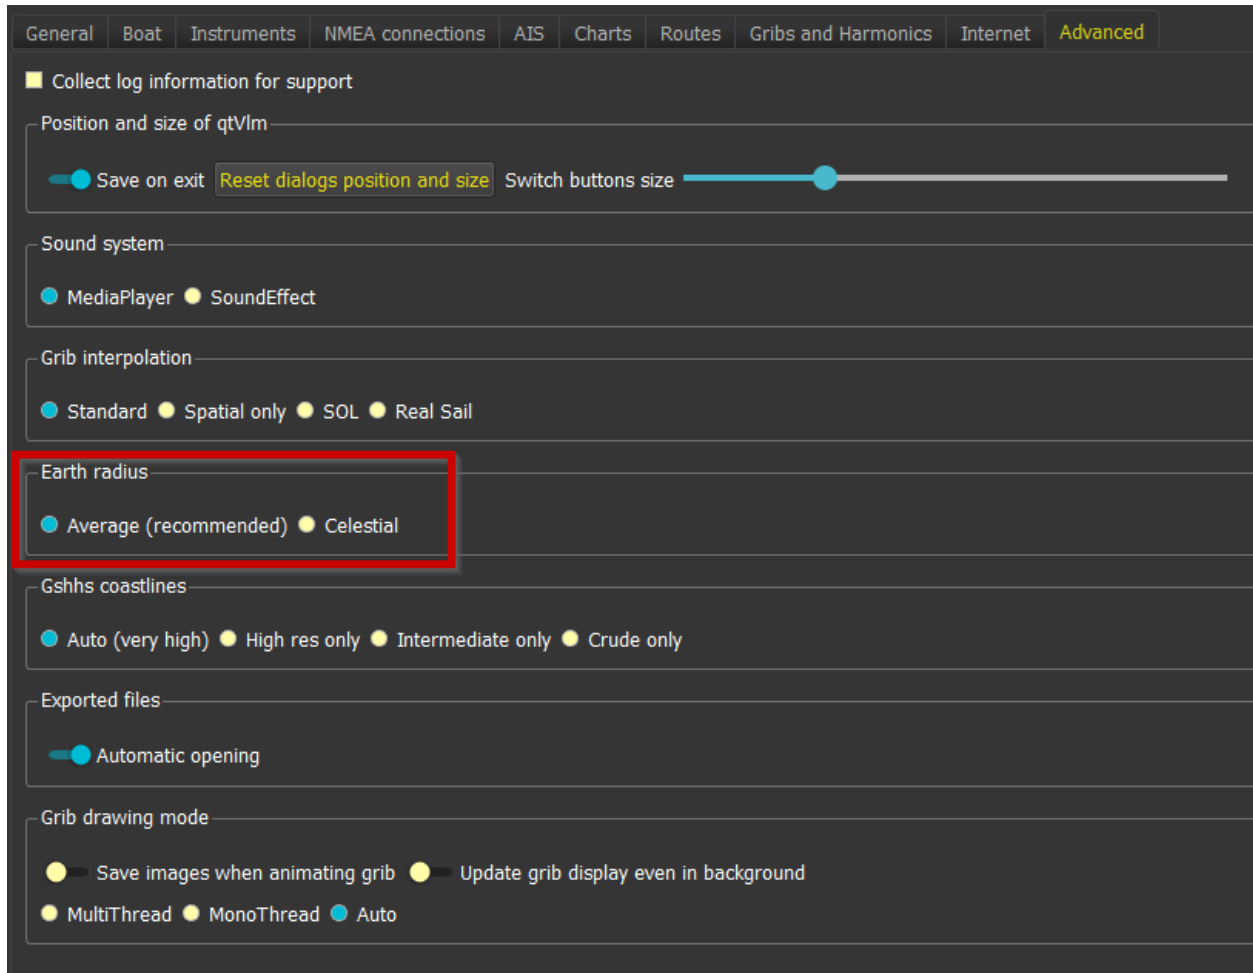 General Boat Instruments NMEA connections AIS Charts Routes Gribs and Harmonics Internet Advanced
Collect log information for support
Position and size of qtVlm
Save on exit Reset dialogs position and size Switch buttons size
Sound system
MediaPlayer SoundEffect
Grib interpolation
Standard Spatial only SOL Real Sail
Earth radius
Average (recommended) Celestial
Gshhs coastlines
Auto (very high) High res only Intermediate only Crude only
Exported files
Automatic opening
Grib drawing mode
Save images when animating grib Update grib display even in background
MultiThread MonoThread Auto